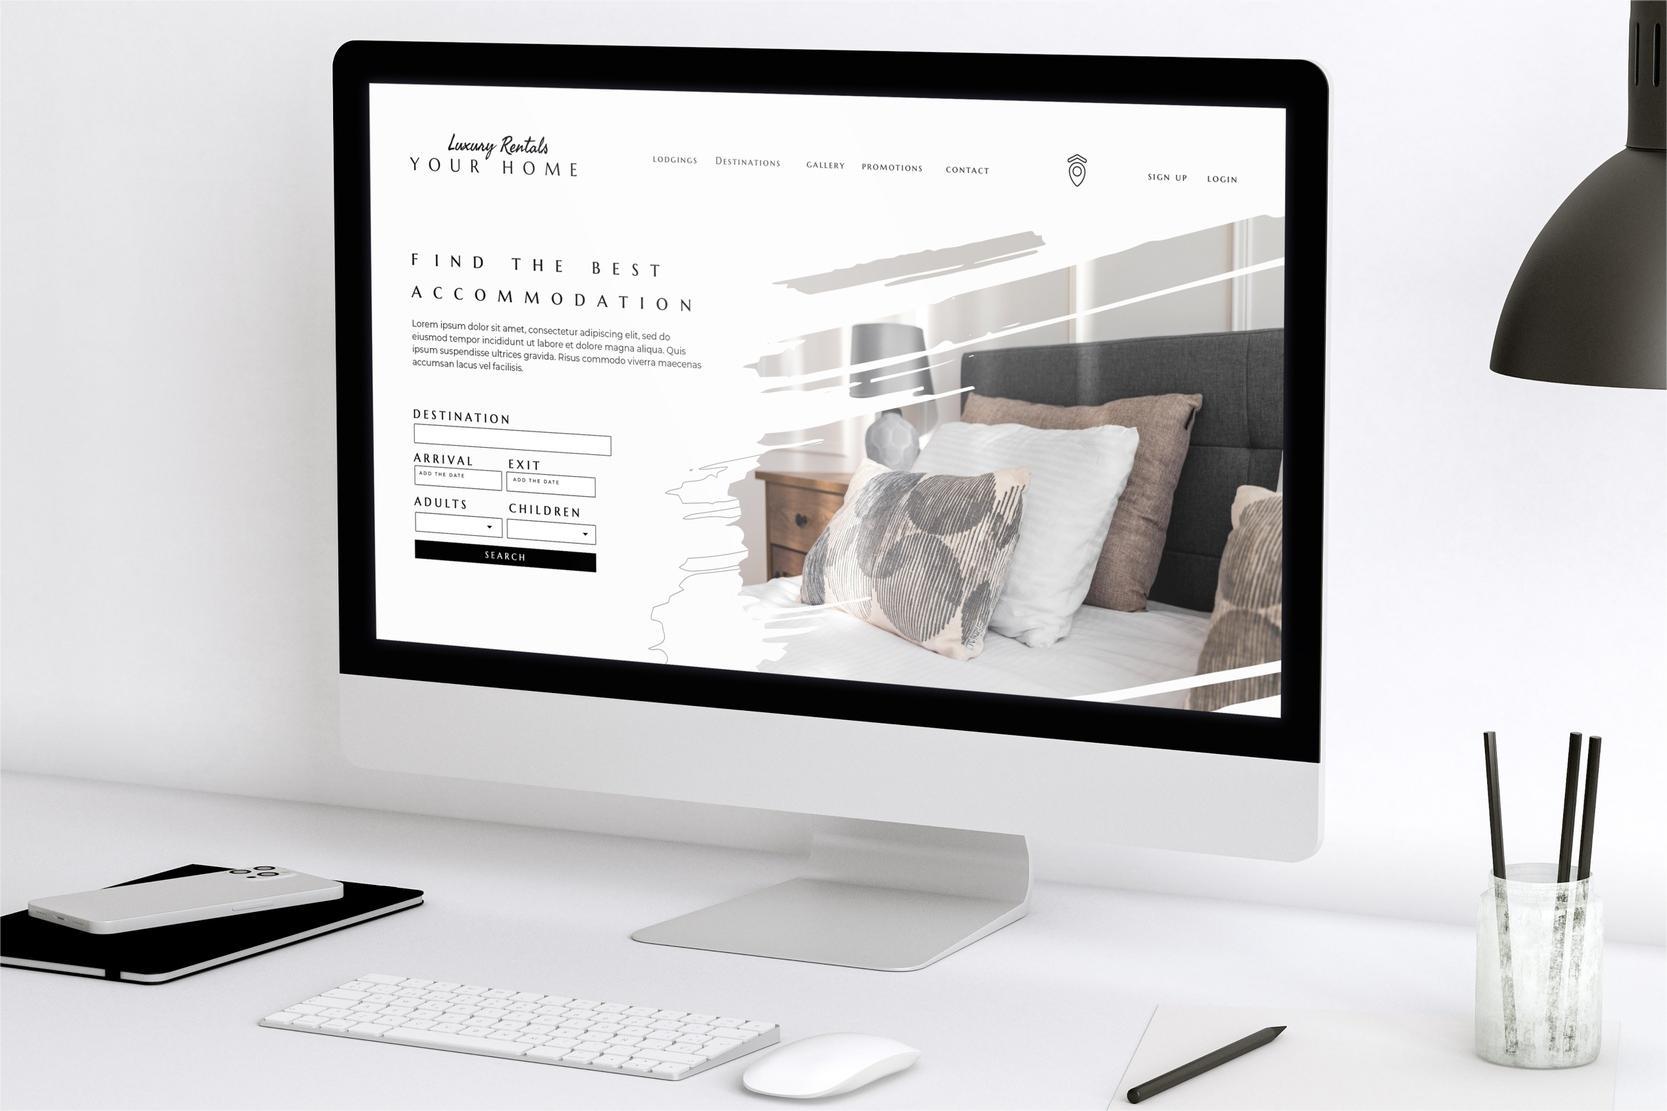 Luxury Rentals
YOUR HOME
LODGINGS DESTINATIONS GALLERY PROMOTIONS CONTACT
SIGN UP LOGIN
FIND THE BEST
ACCOMMODATION
Lorem ipsum dolor sit amet, consectetur adipiscing elit, sed do
eiusmod tempor incididunt ut labore et dolore magna aliqua. Quis
ipsum suspendisse ultrices gravida. Risus commodo viverra maecenas
accumsan lacus vel facilisis.
DESTINATION
ARRIVAL EXIT
ADD THE DATE ADD THE DATE
ADULTS CHILDREN
SEARCH